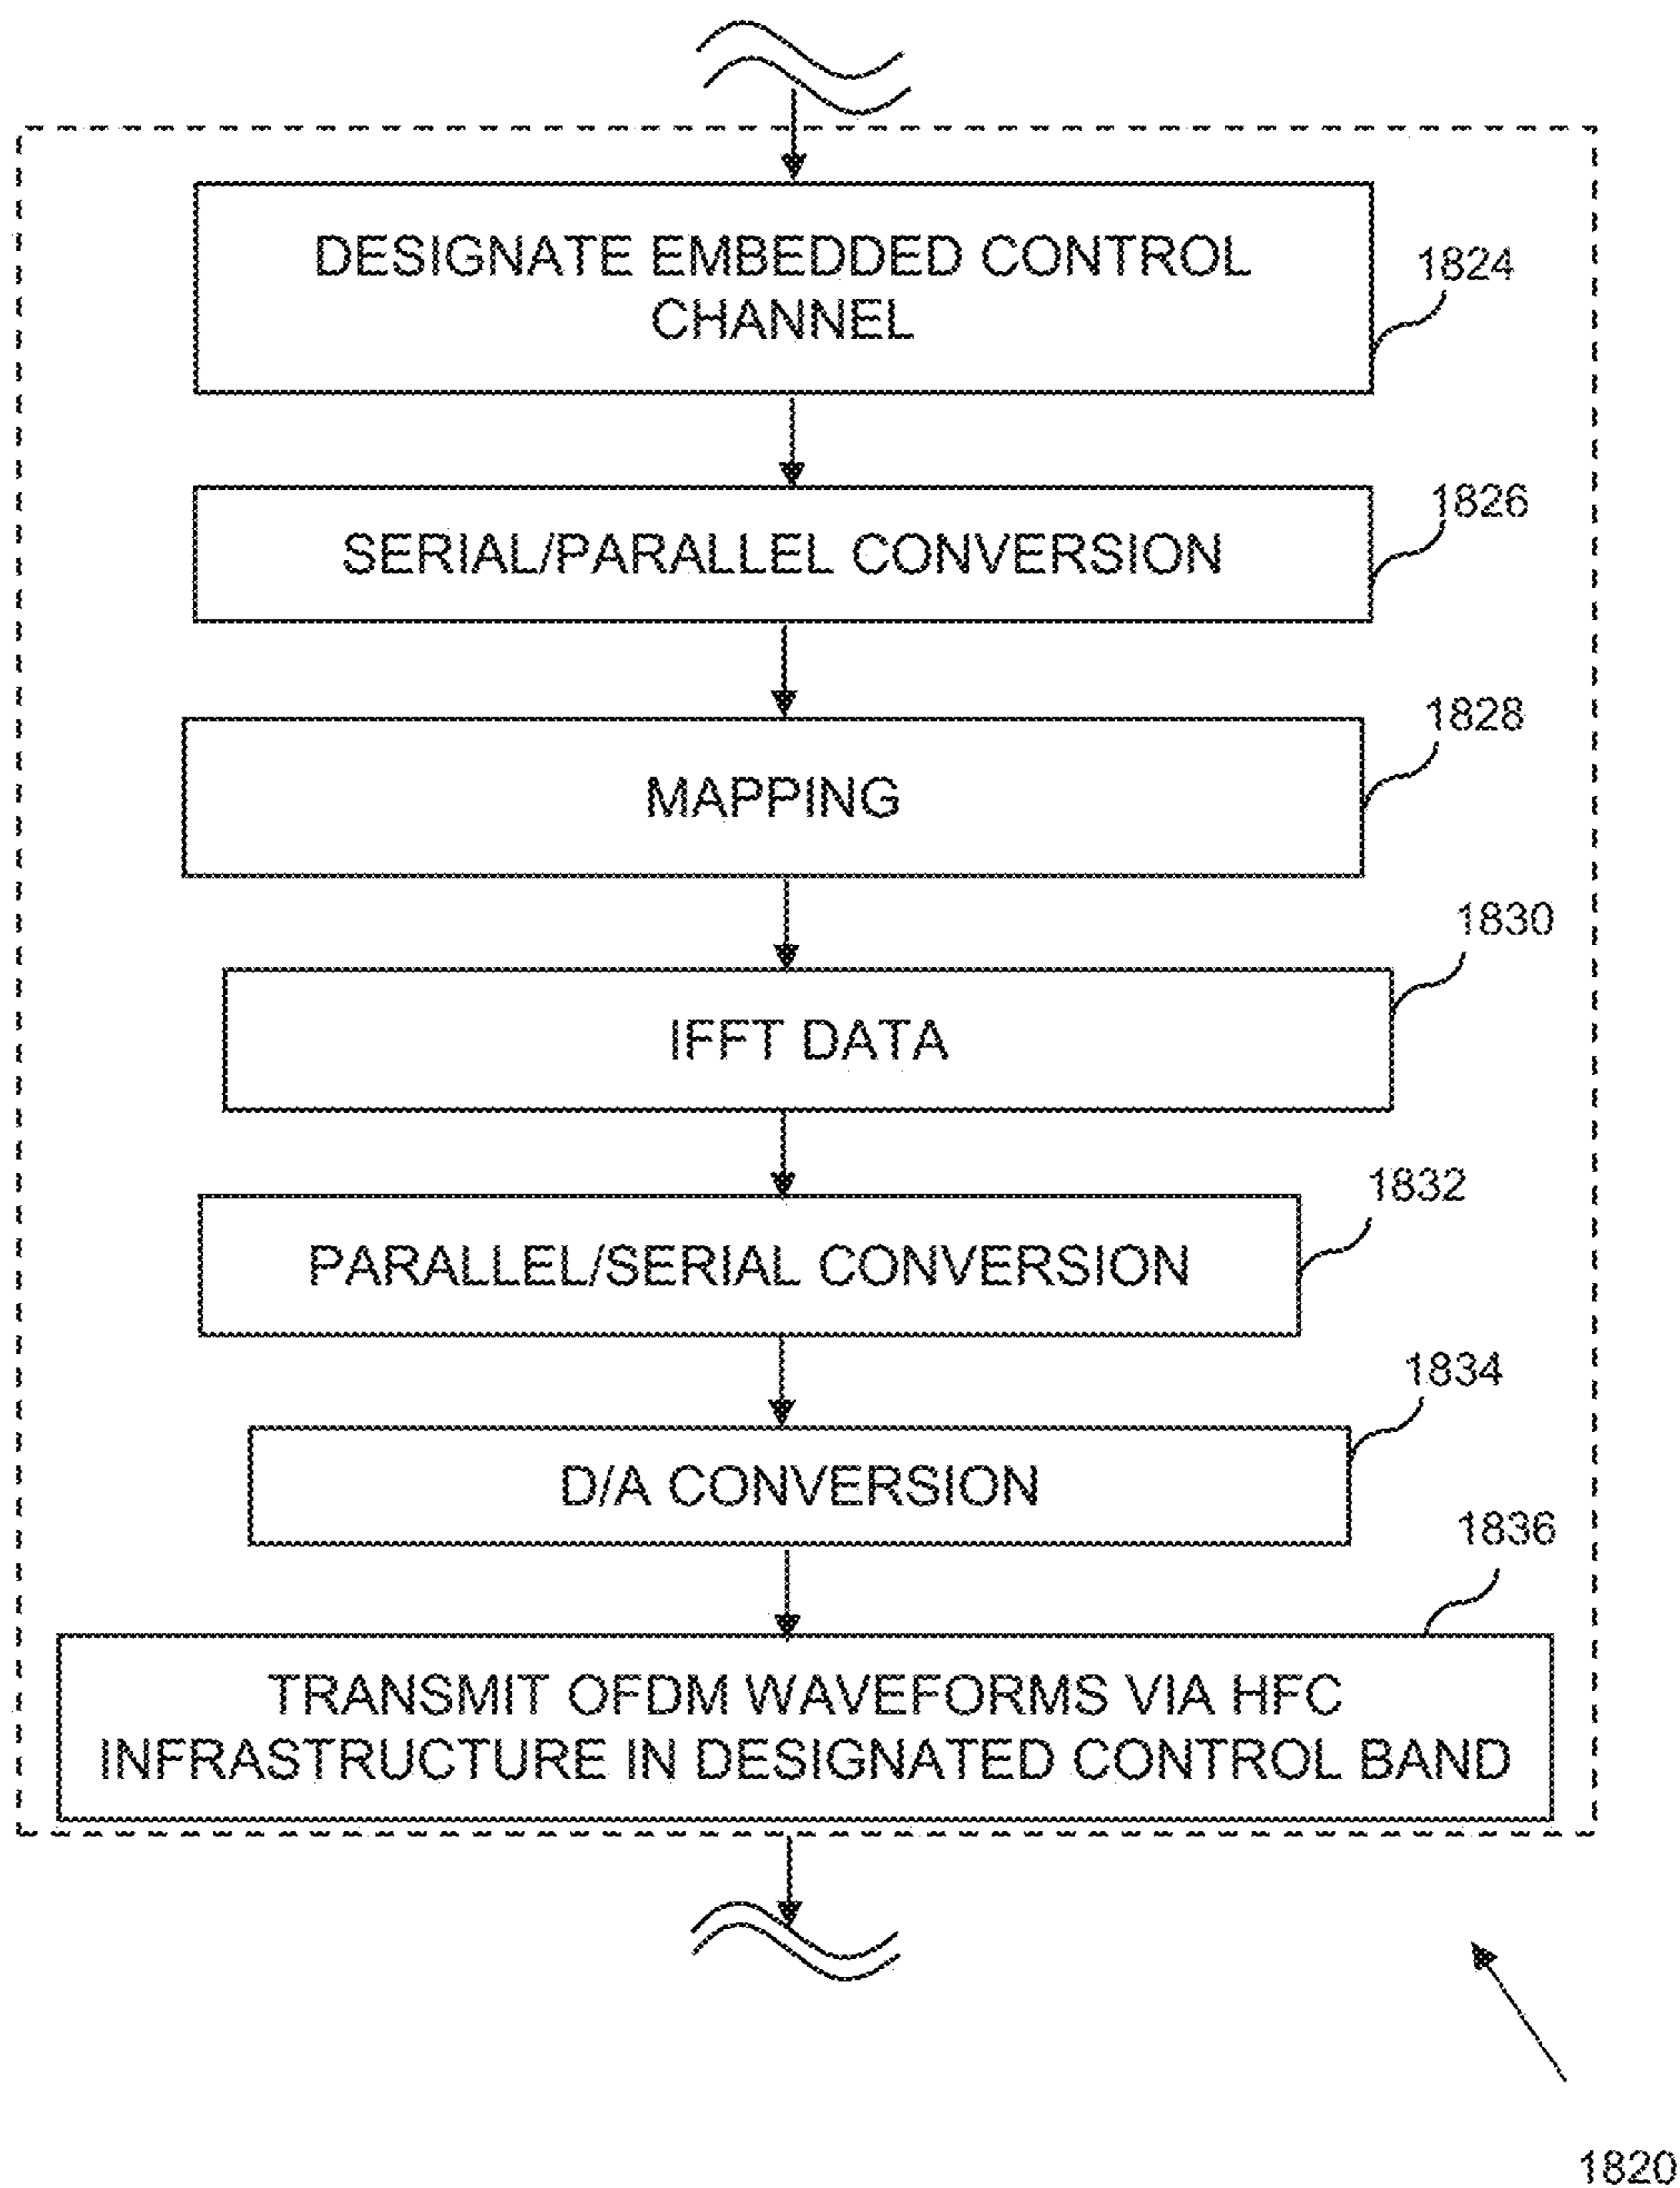 DESIGNATE EMBEDDED CONTROL
CHANNEL
1824
SERIAL/PARALLEL CONVERSION
1826
MAPPING
1828
IFFT DATA
1830
PARALLEL/SERIAL CONVERSION
1832
D/A CONVERSION
1834
TRANSMIT OFDM WAVEFORMS VIA HFC
INFRASTRUCTURE IN DESIGNATED CONTROL BAND
1836
1820